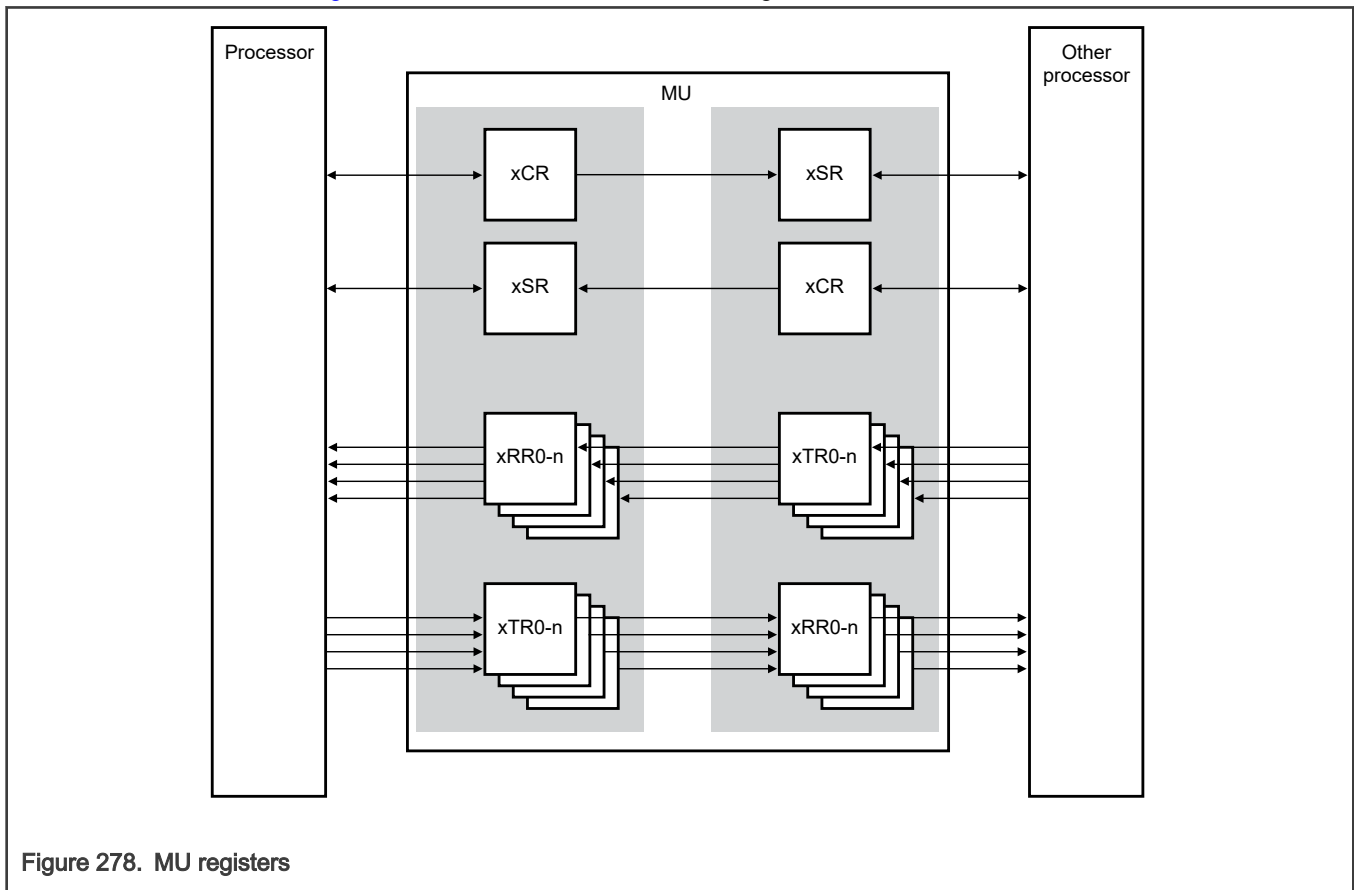 Processor
Other
processor
MU
xCR
xSR
xSR
xCR
xRR0-n
xTR0-n
xTR0-n
xRR0-n
Figure 278. MU registers